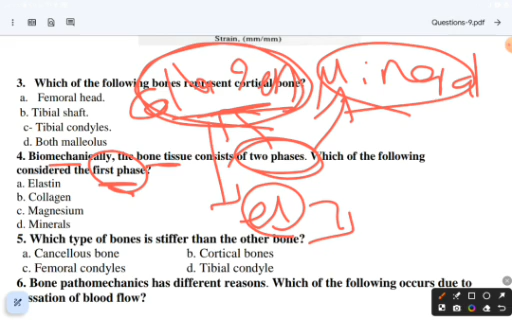 Questions-9.pdf
Strain, (mm/mm)
Collagen Mineral
3. Which of the following bones represent cortical bone?
a. Femoral head.
b. Tibial shaft.
c- Tibial condyles.
d. Both malleolus
4. Biomechanically, the bone tissue consists of two phases. Which of the following
considered the first phase?
a. Elastin
b. Collagen
c. Magnesium
d. Minerals
5. Which type of bones is stiffer than the other bone?
a. Cancellous bone b. Cortical bones
c. Femoral condyles d. Tibial condyle
6. Bone pathomechanics has different reasons. Which of the following occurs due to
ssation of blood flow?